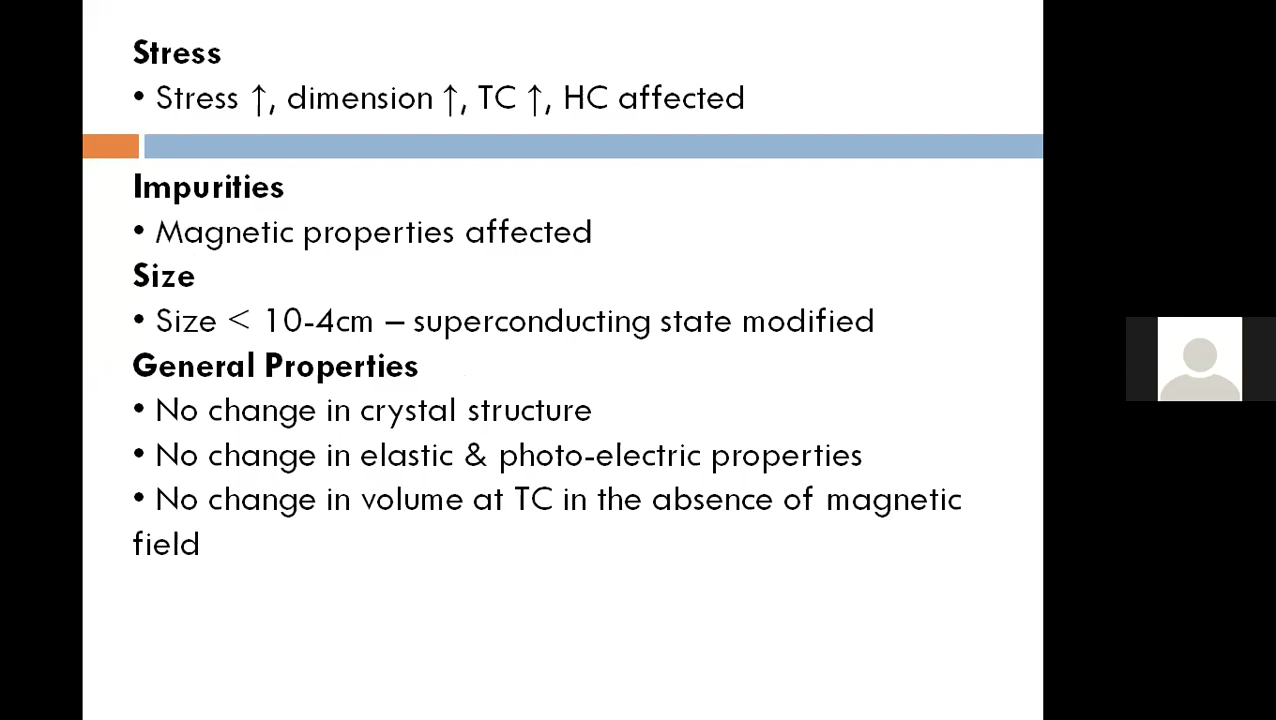 Stress
• Stress ↑, dimension ↑, TC ↑, HC affected
Impurities
• Magnetic properties affected
Size
• Size < 10-4cm – superconducting state modified
General Properties
• No change in crystal structure
• No change in elastic & photo-electric properties
• No change in volume at TC in the absence of magnetic
field